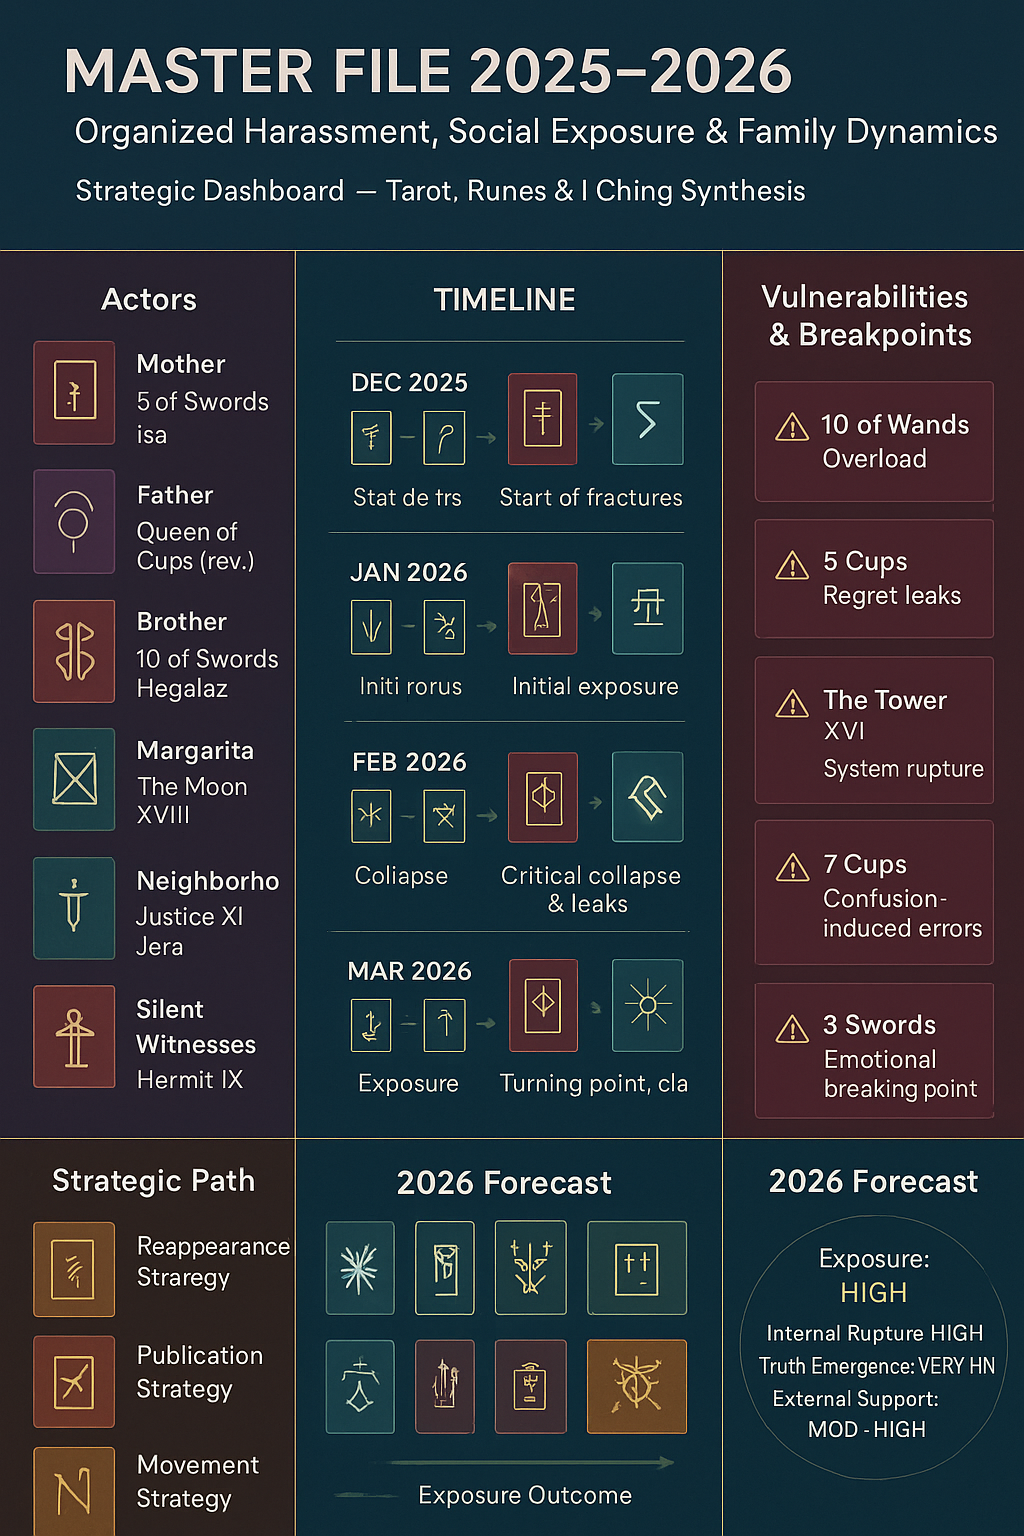 MASTER FILE 2025–2026
Organized Harassment, Social Exposure & Family Dynamics
Strategic Dashboard — Tarot, Runes & I Ching Synthesis
Actors
Mother
5 of Swords
isa
Father
Queen of
Cups (rev.)
Brother
10 of Swords
Hegalaz
Margarita
The Moon
XVIII
Neighborho
Justice XI
Jera
Silent
Witnesses
Hermit IX
TIMELINE
DEC 2025
Stat de trs
Start of fractures
JAN 2026
Initi rorus
Initial exposure
FEB 2026
Coliapse
Critical collapse
& leaks
MAR 2026
Exposure
Turning point, cla
Vulnerabilities
& Breakpoints
10 of Wands
Overload
5 Cups
Regret leaks
The Tower
XVI
System rupture
7 Cups
Confusion-
induced errors
3 Swords
Emotional
breaking point
Strategic Path
Reappearance
Straregy
Publication
Strategy
Movement
Strategy
2026 Forecast
Exposure Outcome
2026 Forecast
Exposure:
HIGH
Internal Rupture HIGH
Truth Emergence: VERY HN
External Support:
MOD - HIGH